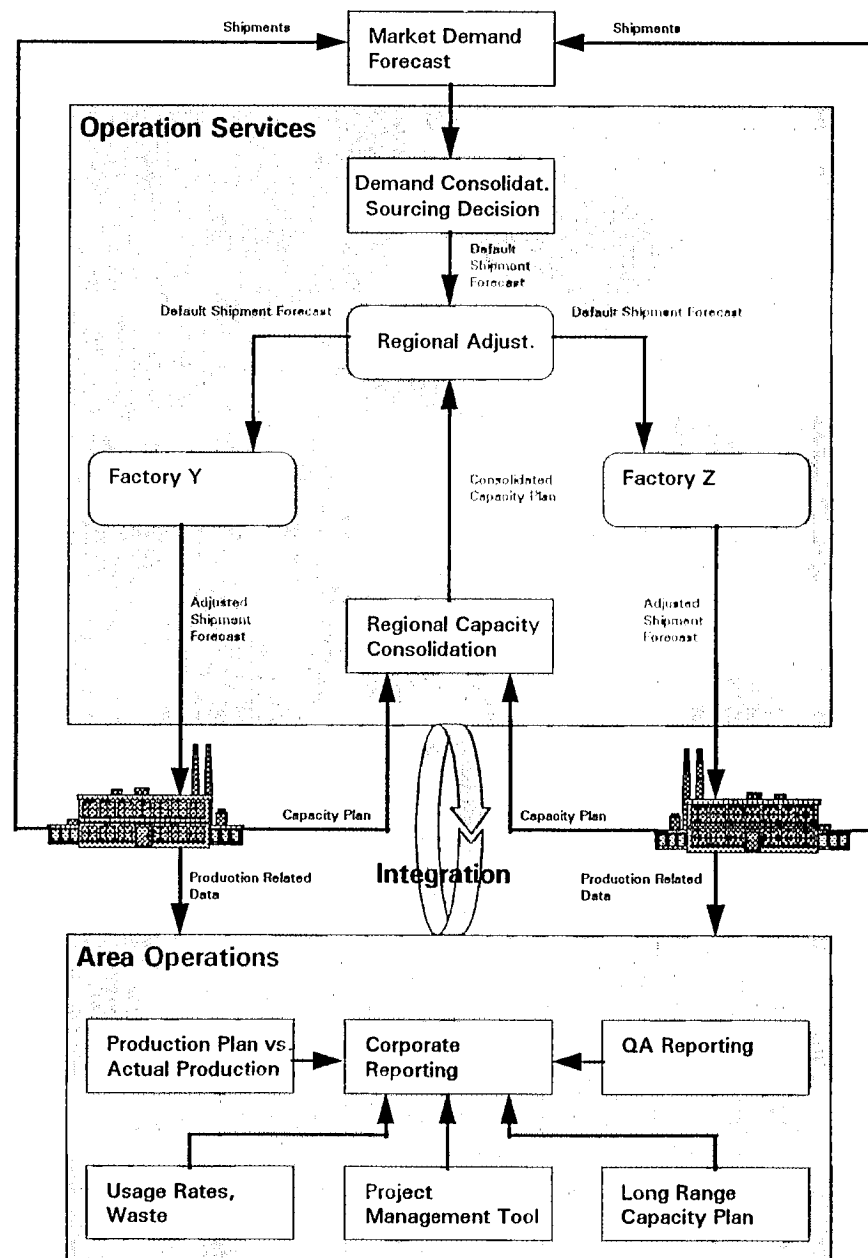 Shipments
Market Demand
Forecast
Shipments
Operation Services
Demand Consolidat.
Sourcing Decision
Default
Shipment
Forecast
Default Shipment Forecast
Default Shipment Forecast
Regional Adjust.
Factory Y
Consolidated
Capacity Plan
Factory Z
Adjusted
Shipment
Forecast
Regional Capacity
Consolidation
Adjusted
Shipment
Forecast
Capacity Plan
Capacity Plan
Integration
Production Related
Data
Production Related
Data
Area Operations
Production Plan vs
Actual Production
Corporate
Reporting
QA Reporting
Usage Rates,
Waste
Project
Management Tool
Long Range
Capacity Plan